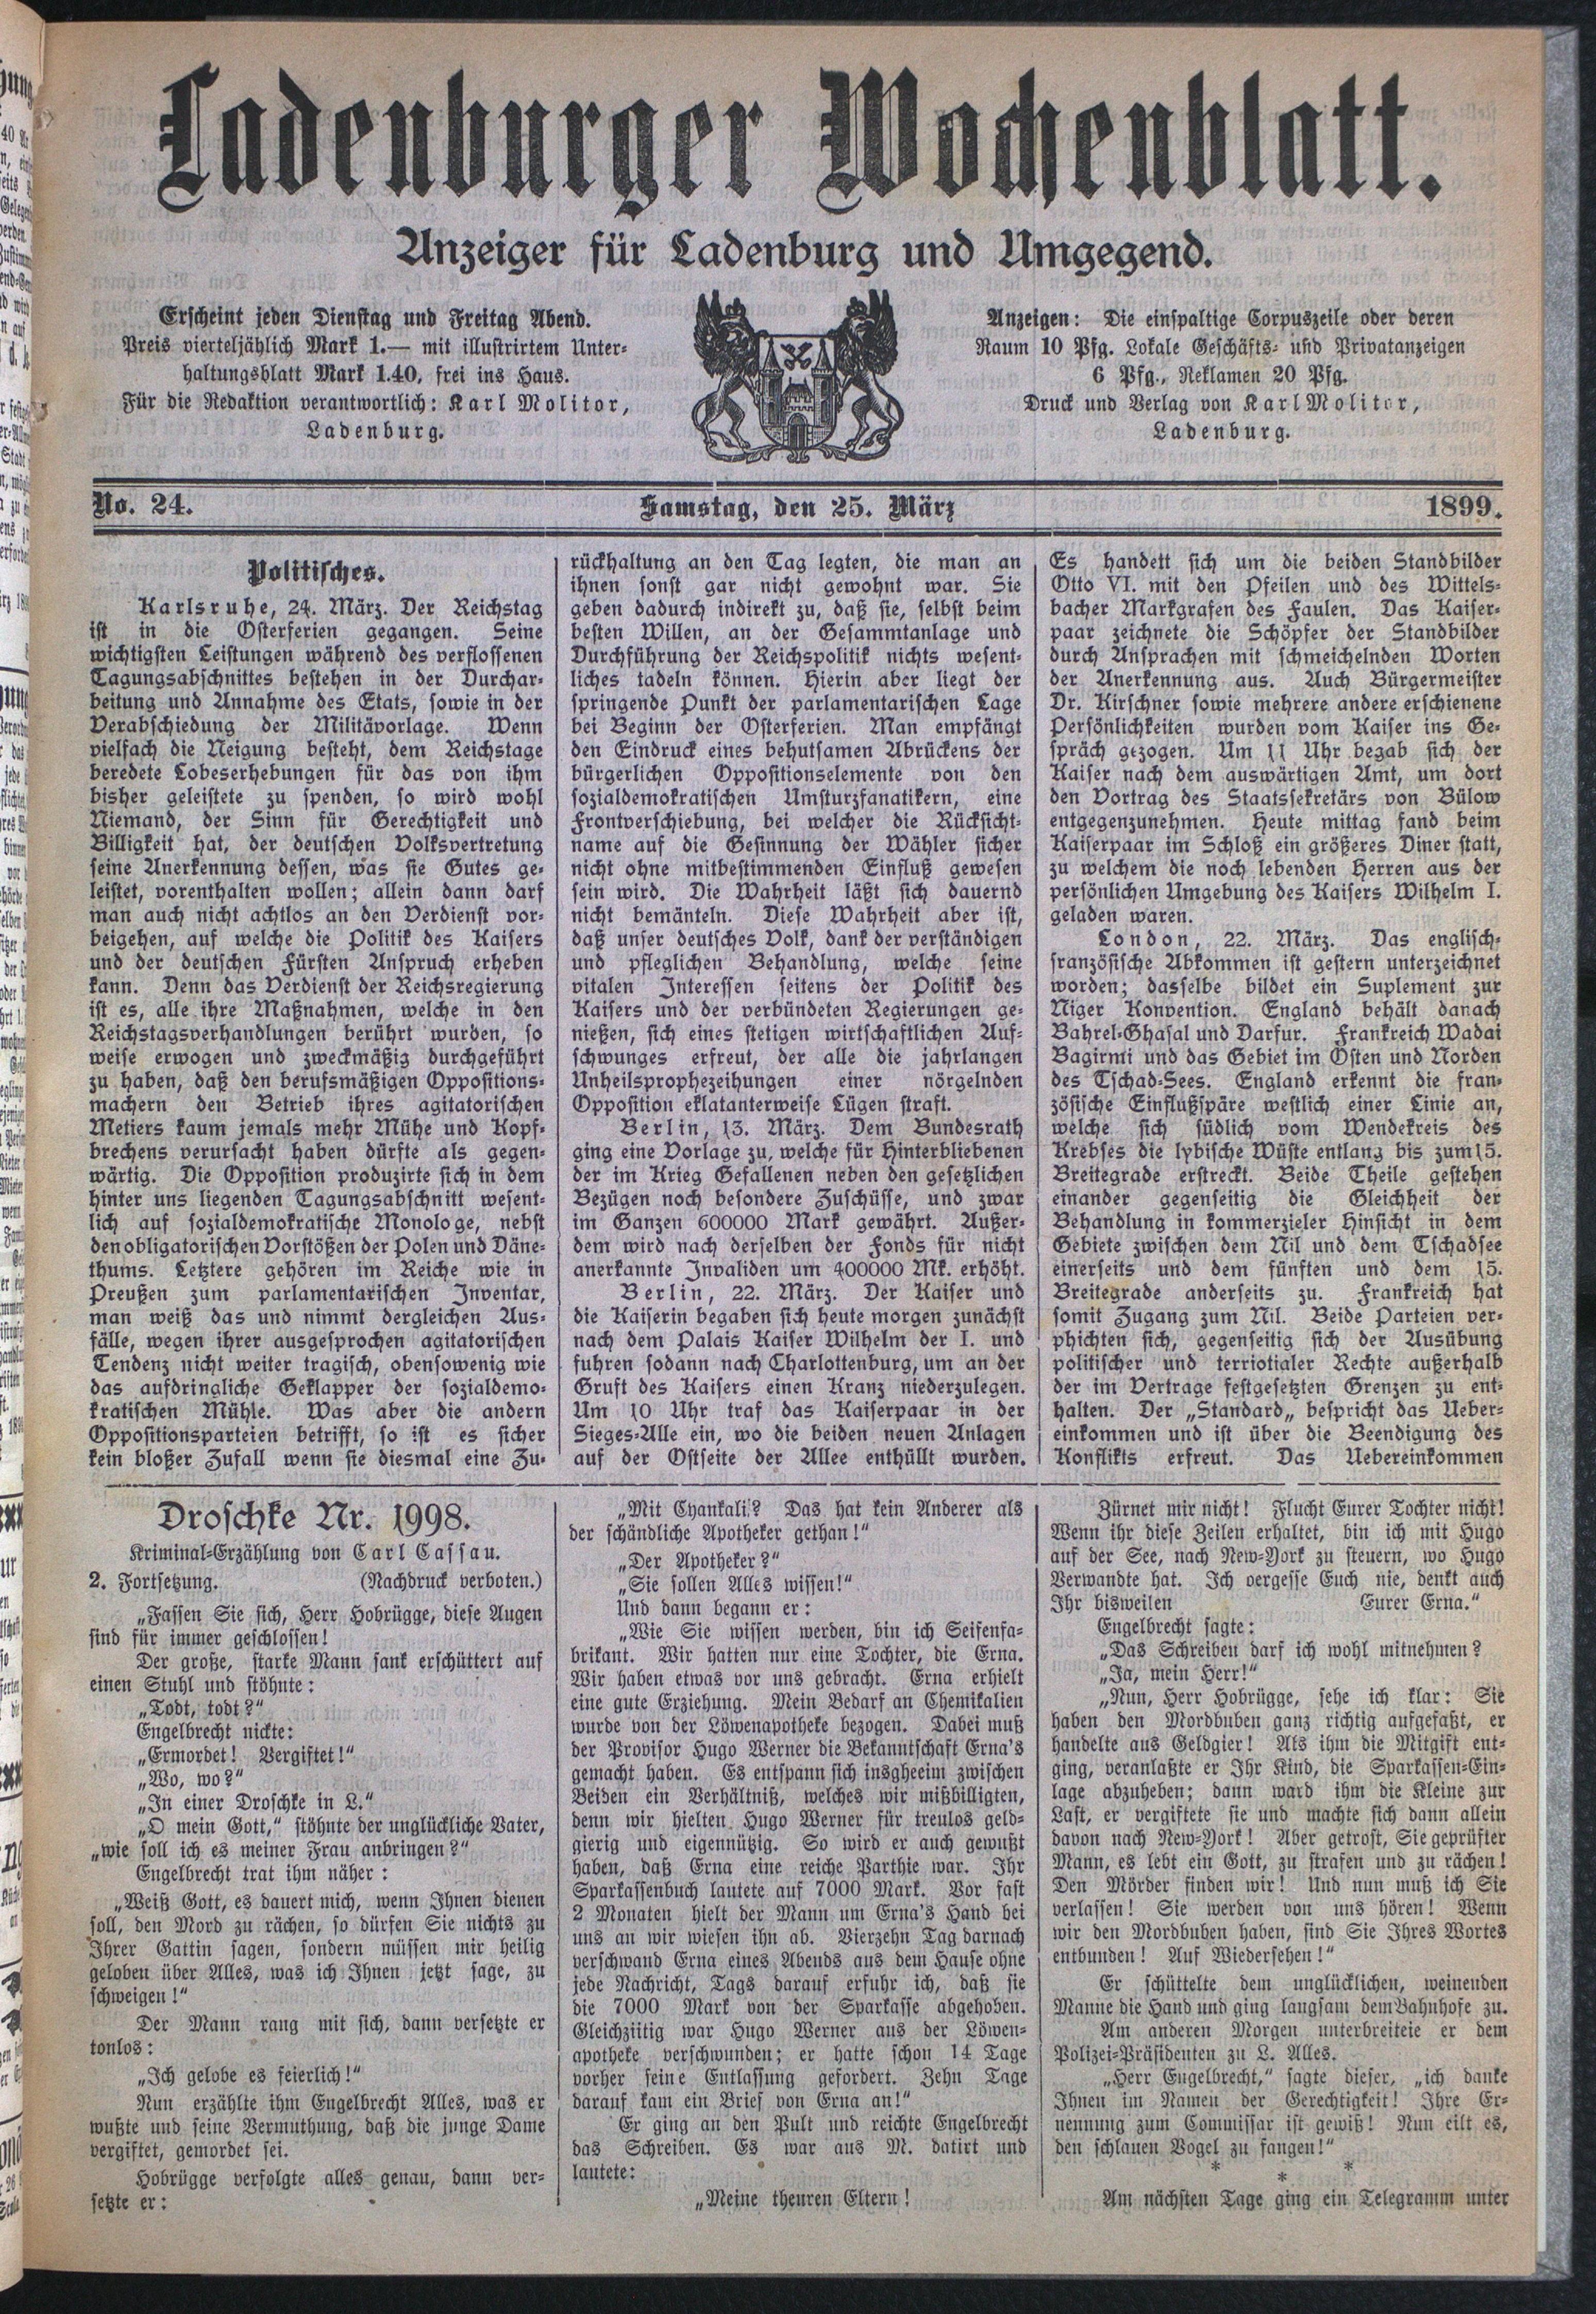 Ladenburger Wochenblatt.
Anzeiger für Ladenburg und Umgegend.
Erscheint jeden Dienstag und Freitag Abend.
Preis vierteljählich Mark 1.— mit illustrirtem Unter-
haltungsblatt Mark 1.40, frei ins Haus.
Für die Redaktion verantwortlich: Karl Molitor,
Ladenburg.
Anzeigen: Die einspaltige Corpuszeile oder deren
Raum 10 Pfg. Lokale Geschäfts- und Privatanzeigen
6 Pfg., Reklamen 20 Pfg.
Druck und Verlag von Karl Molitor,
Ladenburg.
No. 24.
Samstag, den 25. März
1899.
Politisches.
Karlsruhe, 24. März. Der Reichstag
ist in die Osterferien gegangen. Seine
wichtigsten Leistungen während des verflossenen
Tagungsabschnittes bestehen in der Durchar-
beitung und Annahme des Etats, sowie in der
Verabschiedung der Militävorlage. Wenn
vielfach die Neigung besteht, dem Reichstage
beredete Lobeserhebungen für das von ihm
bisher geleistete zu spenden, so wird wohl
Niemand, der Sinn für Gerechtigkeit und
Billigkeit hat, der deutschen Volksvertretung
seine Anerkennung dessen, was sie Gutes ge-
leistet, vorenthalten wollen; allein dann darf
man auch nicht achtlos an den Verdienst vor-
beigehen, auf welche die Politik des Kaisers
und der deutschen Fürsten Anspruch erheben
kann. Denn das Verdienst der Reichsregierung
ist es, alle ihre Maßnahmen, welche in den
Reichstagsverhandlungen berührt wurden, so
weise erwogen und zweckmäßig durchgeführt
zu haben, daß den berufsmäßigen Oppositions-
machern den Betrieb ihres agitatorischen
Metiers kaum jemals mehr Mühe und Kopf-
brechens verursacht haben dürfte als gegen-
wärtig. Die Opposition produzirte sich in dem
hinter uns liegenden Tagungsabschnitt wesent-
lich auf sozialdemokratische Monologe, nebst
den obligatorischen Vorstößen der Polen und Däne-
thums. Letztere gehören im Reiche wie in
Preußen zum parlamentarischen Inventar,
man weiß das und nimmt dergleichen Aus-
fälle, wegen ihrer ausgesprochen agitatorischen
Tendenz nicht weiter tragisch, obensowenig wie
das aufdringliche Geklapper der sozialdemo-
kratischen Mühle. Was aber die andern
Oppositionsparteien betrifft, so ist es sicher
kein bloßer Zufall wenn sie diesmal eine Zu-
rückhaltung an den Tag legten, die man an
ihnen sonst gar nicht gewohnt war. Sie
geben dadurch indirekt zu, daß sie, selbst beim
besten Willen, an der Gesammtanlage und
Durchführung der Reichspolitik nichts wesent-
liches tadeln können. Hierin aber liegt der
springende Punkt der parlamentarischen Lage
bei Beginn der Osterferien. Man empfängt
den Eindruck eines behutsamen Abrückens der
bürgerlichen Oppositionselemente von den
sozialdemokratischen Umsturzfanatikern, eine
Frontverschiebung, bei welcher die Rücksicht-
name auf die Gesinnung der Wähler sicher
nicht ohne mitbestimmenden Einfluß gewesen
sein wird. Die Wahrheit läßt sich dauernd
nicht bemänteln. Diese Wahrheit aber ist,
daß unser deutsches Volk, dank der verständigen
und pfleglichen Behandlung, welche seine
vitalen Interessen seitens der Politik des
Kaisers und der verbündeten Regierungen ge-
nießen, sich eines stetigen wirtschaftlichen Auf-
schwunges erfreut, der alle die jahrlangen
Unheilsprophezeihungen einer nörgelnden
Opposition eklatanterweise Lügen straft.
Berlin, 13. März. Dem Bundesrath
ging eine Vorlage zu, welche für Hinterbliebenen
der im Krieg Gefallenen neben den gesetzlichen
Bezügen noch besondere Zuschüsse, und zwar
im Ganzen 600000 Mark gewährt. Außer-
dem wird nach derselben der Fonds für nicht
anerkannte Invaliden um 400000 Mk. erhöht.
Berlin, 22. März. Der Kaiser und
die Kaiserin begaben sich heute morgen zunächst
nach dem Palais Kaiser Wilhelm der I. und
fuhren sodann nach Charlottenburg, um an der
Gruft des Kaisers einen Kranz niederzulegen.
Um 10 Uhr traf das Kaiserpaar in der
Sieges-Alle ein, wo die beiden neuen Anlagen
auf der Ostseite der Allee enthüllt wurden.
Es handett sich um die beiden Standbilder
Otto VI. mit den Pfeilen und des Wittels-
bacher Markgrafen des Faulen. Das Kaiser-
paar zeichnete die Schöpfer der Standbilder
durch Ansprachen mit schmeichelnden Worten
der Anerkennung aus. Auch Bürgermeister
Dr. Kirschner sowie mehrere andere erschienene
Persönlichkeiten wurden vom Kaiser ins Ge-
spräch gezogen. Um 11 Uhr begab sich der
Kaiser nach dem auswärtigen Amt, um dort
den Vortrag des Staatssekretärs von Bülow
entgegenzunehmen. Heute mittag fand beim
Kaiserpaar im Schloß ein größeres Diner statt,
zu welchem die noch lebenden Herren aus der
persönlichen Umgebung des Kaisers Wilhelm I.
geladen waren.
London, 22. März. Das englisch-
französische Abkommen ist gestern unterzeichnet
worden; dasselbe bildet ein Suplement zur
Niger Konvention. England behält danach
Bahrel-Ghasal und Darfur. Frankreich Wadai
Bagirmi und das Gebiet im Osten und Norden
des Tschad-Sees. England erkennt die fran-
zösische Einflußspäre westlich einer Linie an,
welche sich südlich vom Wendekreis des
Krebses die lybische Wüste entlang bis zum 15.
Breitegrade erstreckt. Beide Theile gestehen
einander gegenseitig die Gleichheit der
Behandlung in kommerzieler Hinsicht in dem
Gebiete zwischen dem Nil und dem Tschadsee
einerseits und dem fünften und dem 15.
Breitegrade anderseits zu. Frankreich hat
somit Zugang zum Nil. Beide Parteien ver-
phichten sich, gegenseitig sich der Ausübung
politischer und terriotialer Rechte außerhalb
der im Vertrage festgesetzten Grenzen zu ent-
halten. Der „Standard„ bespricht das Ueber-
einkommen und ist über die Beendigung des
Konflikts erfreut. Das Uebereinkommen
Droschke Nr. 1998.
Kriminal-Erzählung von Carl Cassau.
2. Fortsetzung. (Nachdruck verboten.)
„Fassen Sie sich, Herr Hobrügge, diese Augen
sind für immer geschlossen!
Der große, starke Mann sank erschüttert auf
einen Stuhl und stöhnte:
„Todt, todt?“
Engelbrecht nickte:
„Ermordet! Vergiftet!“
„Wo, wo?“
„In einer Droschke in L.“
„O mein Gott,“ stöhnte der unglückliche Vater,
„wie soll ich es meiner Frau anbringen?“
Engelbrecht trat ihm näher:
„Weiß Gott, es dauert mich, wenn Ihnen dienen
soll, den Mord zu rächen, so dürfen Sie nichts zu
Ihrer Gattin sagen, sondern müssen mir heilig
geloben über Alles, was ich Ihnen jetzt sage, zu
schweigen!“
Der Mann rang mit sich, dann versetzte er
tonlos:
„Ich gelobe es feierlich!“
Nun erzählte ihm Engelbrecht Alles, was er
wußte und seine Vermuthung, daß die junge Dame
vergiftet, gemordet sei.
Hobrügge verfolgte alles genau, dann ver-
setzte er:
„Mit Cyankali? Das hat kein Anderer als
der schändliche Apotheker gethan!“
„Der Apotheker?“
„Sie sollen Alles wissen!“
Und dann begann er:
„Wie Sie wissen werden, bin ich Seifenfa-
brikant. Wir hatten nur eine Tochter, die Erna.
Wir haben etwas vor uns gebracht. Erna erhielt
eine gute Erziehung. Mein Bedarf an Chemikalien
wurde von der Löwenapotheke bezogen. Dabei muß
der Provisor Hugo Werner die Bekanntschaft Erna's
gemacht haben. Es entspann sich insgheeim zwischen
Beiden ein Verhältniß, welches wir mißbilligten,
denn wir hielten Hugo Werner für treulos geld-
gierig und eigennützig. So wird er auch gewußt
haben, daß Erna eine reiche Parthie war. Ihr
Sparkassenbuch lautete auf 7000 Mark. Vor fast
2 Monaten hielt der Mann um Erna's Hand bei
uns an wir wiesen ihn ab. Vierzehn Tag darnach
verschwand Erna eines Abends aus dem Hause ohne
jede Nachricht, Tags darauf erfuhr ich, daß sie
die 7000 Mark von der Sparkasse abgehoben.
Gleichziitig war Hugo Werner aus der Löwen-
apotheke verschwunden; er hatte schon 14 Tage
vorher seine Entlassung gefordert. Zehn Tage
darauf kam ein Brief von Erna an!“
Er ging an den Pult und reichte Engelbrecht
das Schreiben. Es war aus M. datirt und
lautete:
„Meine theuren Eltern!
Zürnet mir nicht! Flucht Eurer Tochter nicht!
Wenn ihr diese Zeilen erhaltet, bin ich mit Hugo
auf der See, nach New-York zu steuern, wo Hugo
Verwandte hat. Ich oergesse Euch nie, denkt auch
Ihr bisweilen Eurer Erna.“
Engelbrecht sagte:
„Das Schreiben darf ich wohl mitnehmen?
„Ja, mein Herr!“
„Nun, Herr Hobrügge, sehe ich klar: Sie
haben den Mordbuben ganz richtig aufgefaßt, er
handelte aus Geldgier! Als ihm die Mitgift ent-
ging, veranlaßte er Ihr Kind, die Sparkassen-Ein-
lage abzuheben; dann ward ihm die Kleine zur
Last, er vergiftete sie und machte sich dann allein
davon nach New-York! Aber getrost, Sie geprüfter
Mann, es lebt ein Gott, zu strafen und zu rächen!
Den Mörder finden wir! Und nun muß ich Sie
verlassen! Sie werden von uns hören! Wenn
wir den Mordbuben haben, sind Sie Ihres Wortes
entbunden! Auf Wiedersehen!“
Er schüttelte dem unglücklichen, weinenden
Manne die Hand und ging langsam dem Bahnhofe zu.
Am anderen Morgen unterbreiteie er dem
Polizei-Präsidenten zu L. Alles.
„Herr Engelbrecht,“ sagte dieser, „ich danke
Ihnen im Namen der Gerechtigkeit! Ihre Er-
nennung zum Commissar ist gewiß! Nun eilt es,
den schlauen Vogel zu fangen!“
* * *
Am nächsten Tage ging ein Telegramm unter